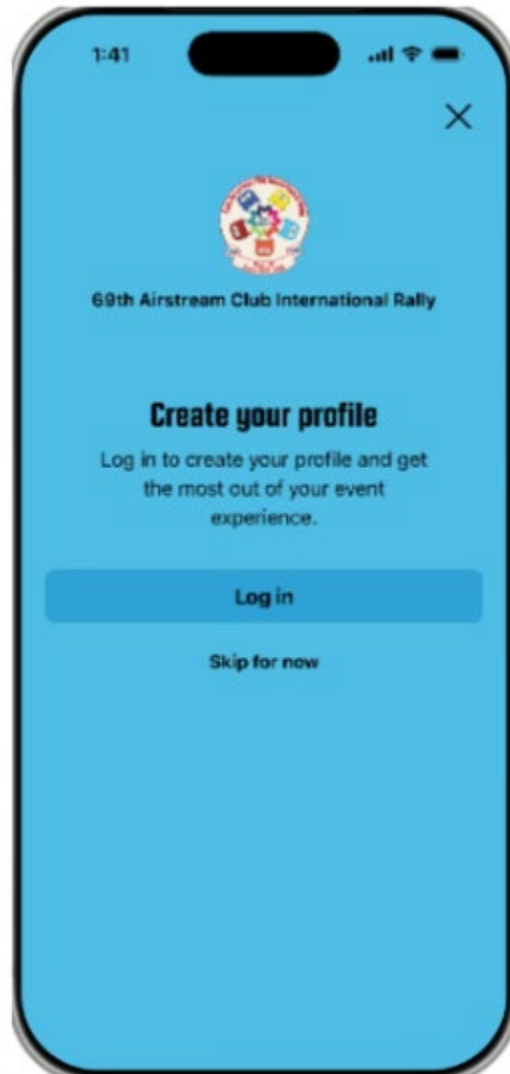 1:41
69th Airstream Club International Rally
Create your profile
Log in to create your profile and get
the most out of your event
experience.
Log in
Skip for now